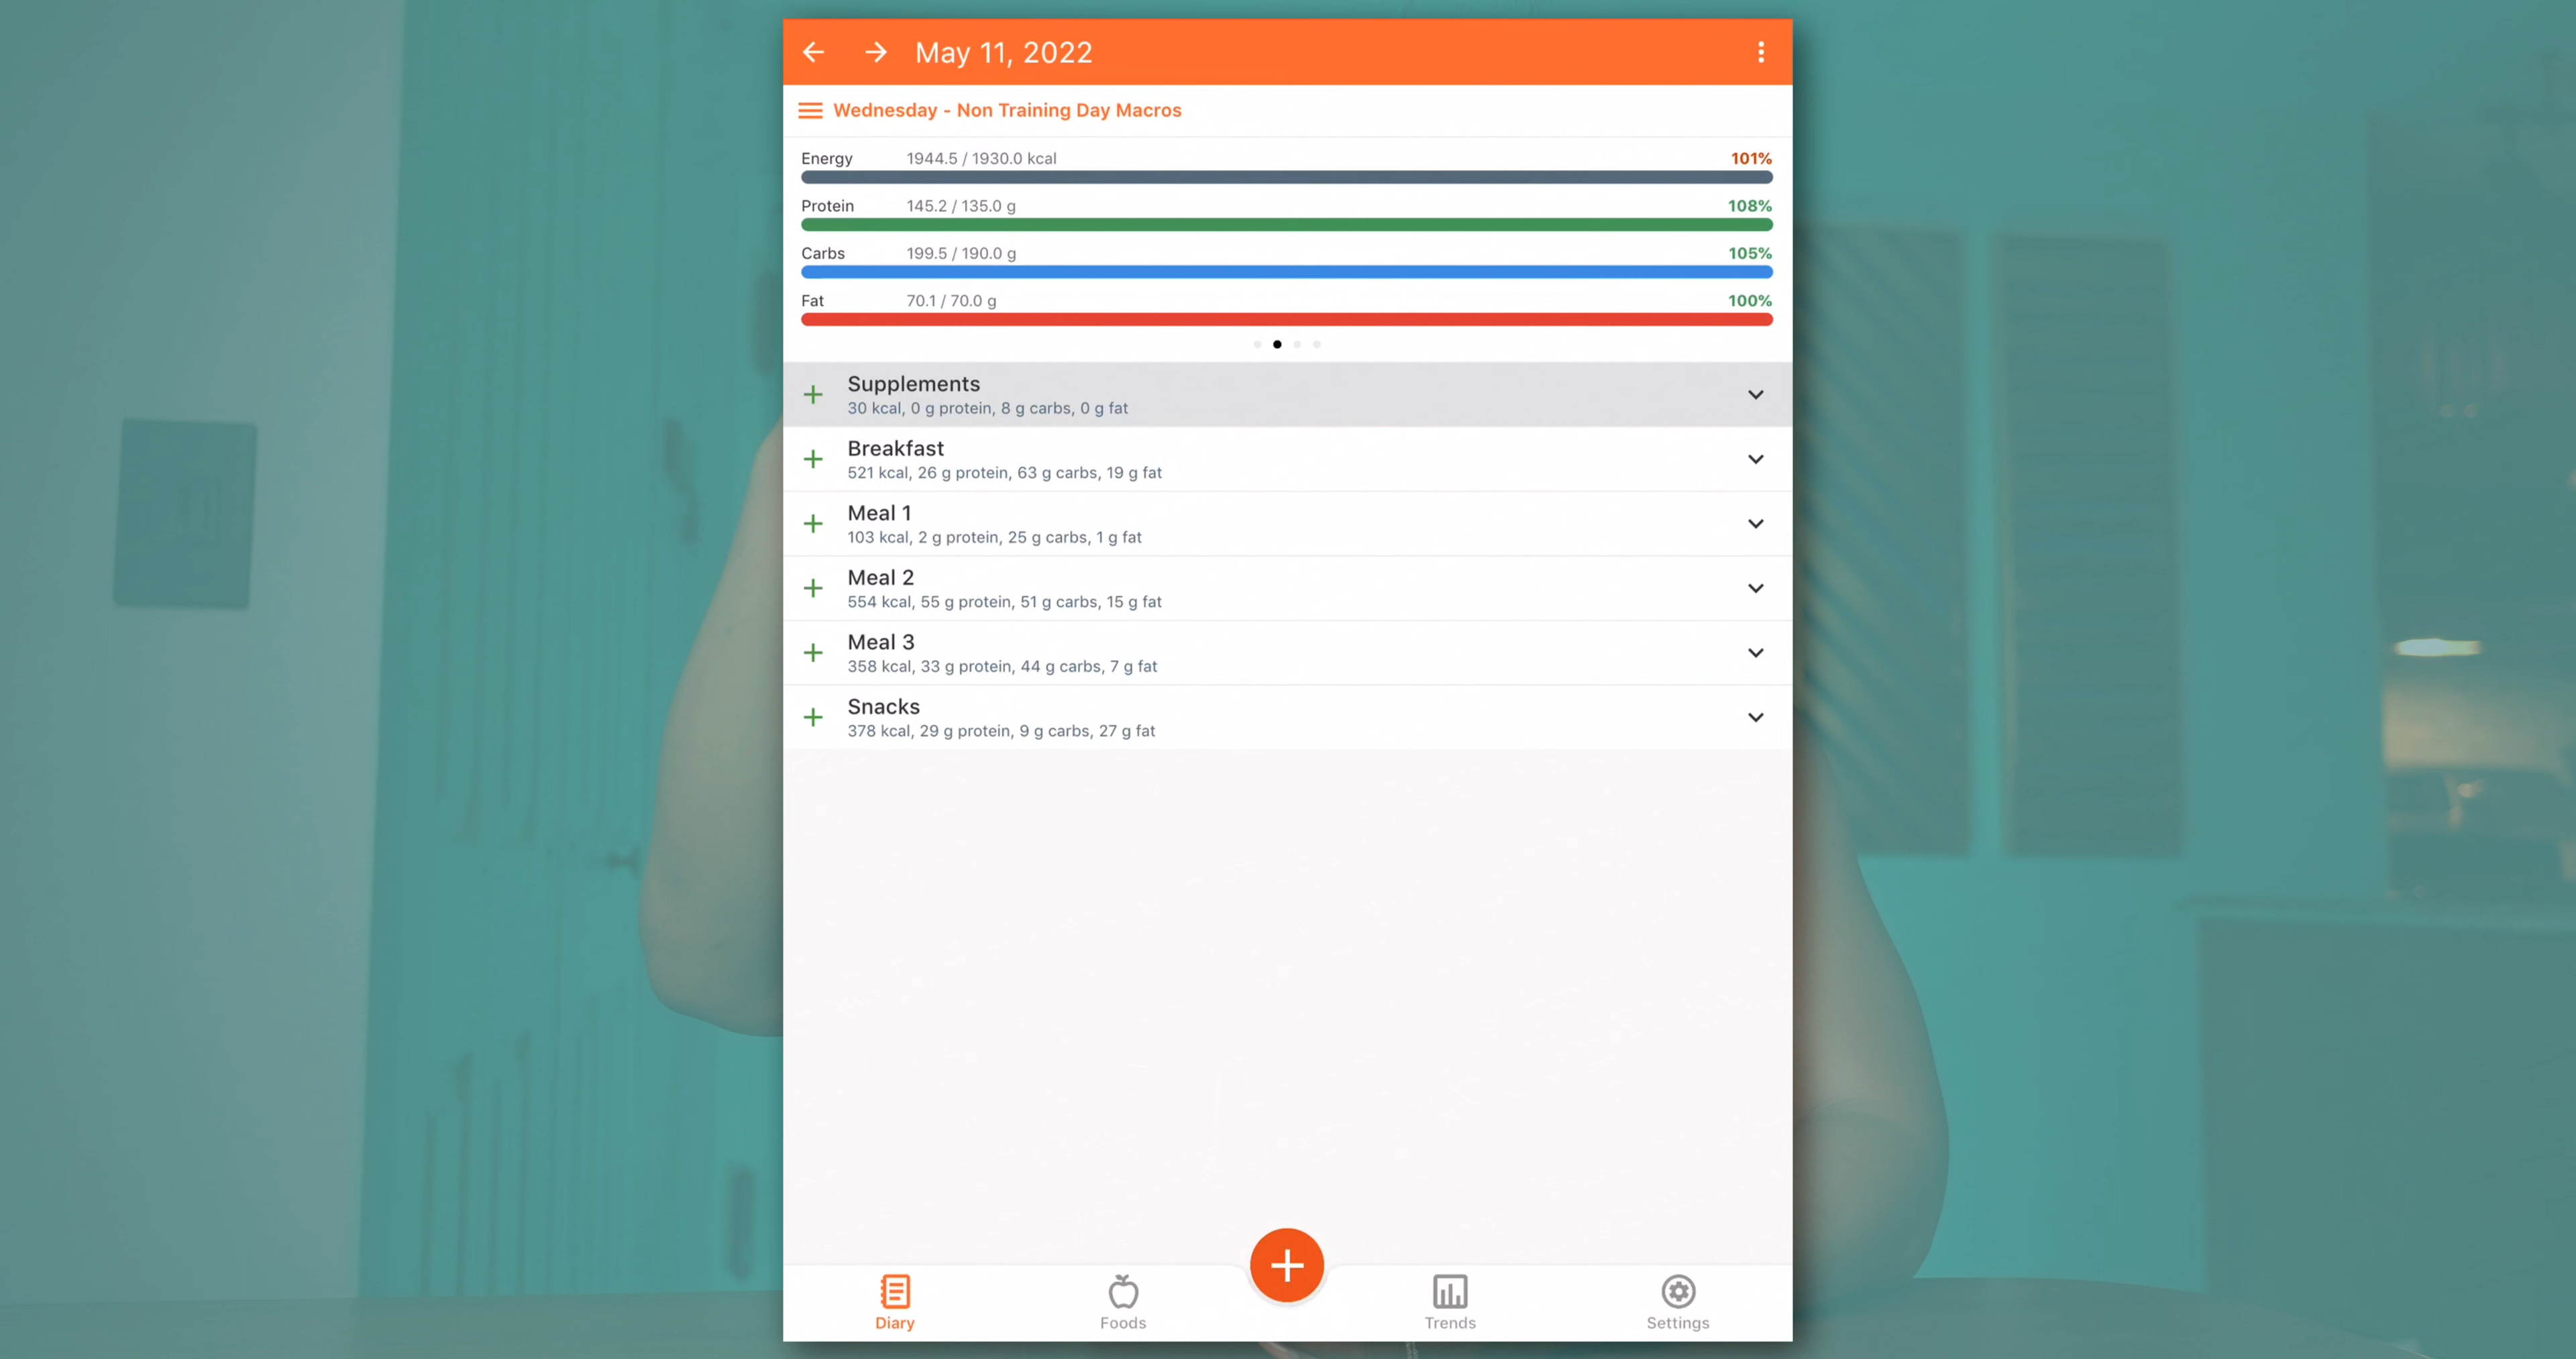 May 11, 2022
Wednesday - Non Training Day Macros
Energy 1944.5 / 1930.0 kcal 101%
Protein 145.2 / 135.0 g 108%
Carbs 199.5 / 190.0 g 105%
Fat 70.1 / 70.0 g 100%
Supplements
30 kcal, 0 g protein, 8 g carbs, 0 g fat
Breakfast
521 kcal, 26 g protein, 63 g carbs, 19 g fat
Meal 1
103 kcal, 2 g protein, 25 g carbs, 1 g fat
Meal 2
554 kcal, 55 g protein, 51 g carbs, 15 g fat
Meal 3
358 kcal, 33 g protein, 44 g carbs, 7 g fat
Snacks
378 kcal, 29 g protein, 9 g carbs, 27 g fat
Diary Foods Trends Settings